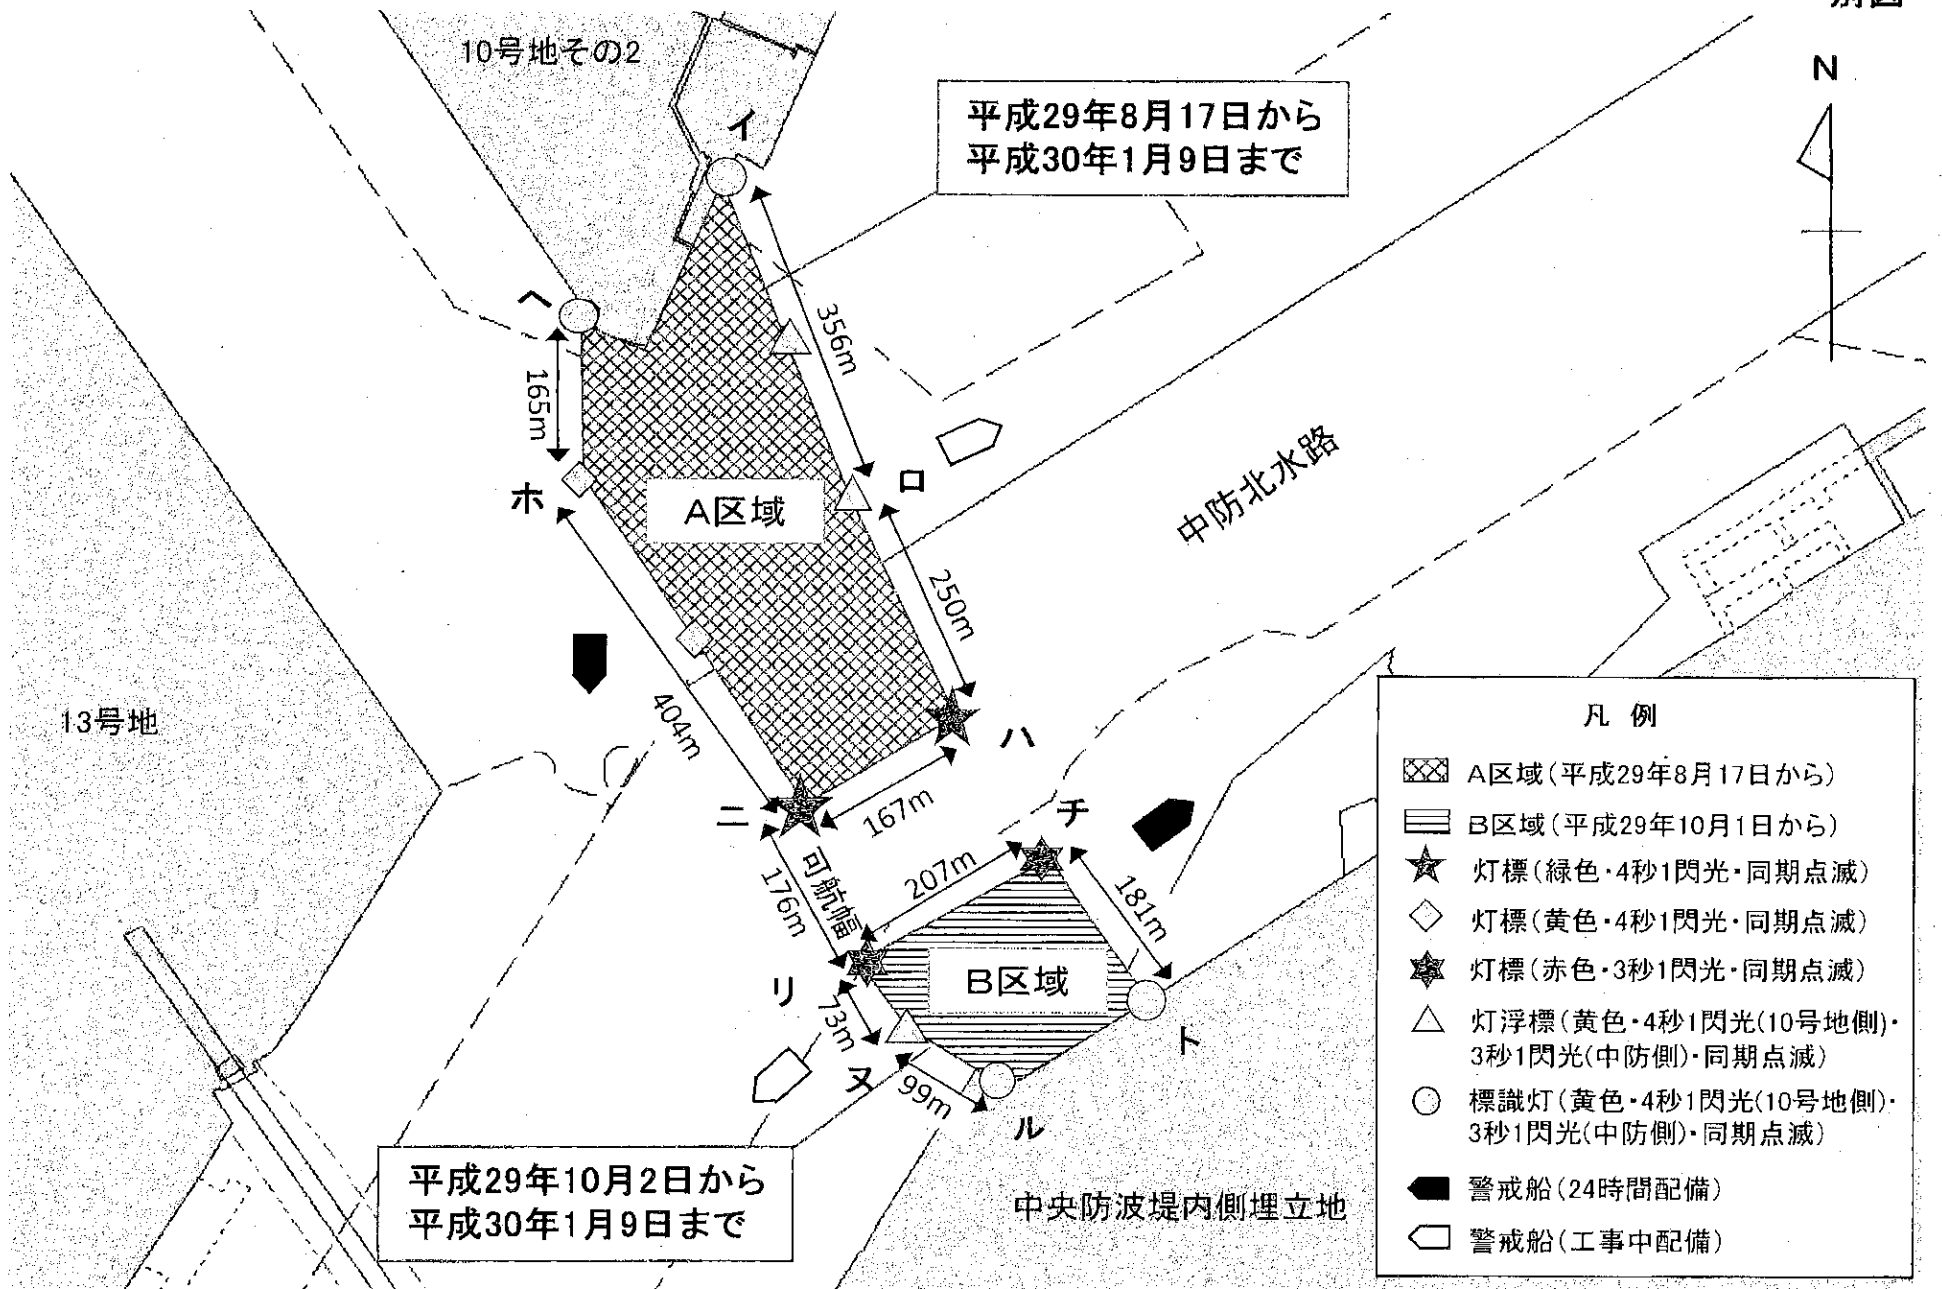 別図
10号地その2
N
平成29年8月17日から
平成30年1月9日まで
イ
ヘ
356m
165m
ホ
A区域
ロ
中防北水路
250m
13号地
404m
ハ
ニ
167m
チ
可航幅
176m
207m
181m
リ
B区域
73m
ト
ヌ
99m
ル
平成29年10月2日から
平成30年1月9日まで
中央防波堤内側埋立地
凡 例
A区域(平成29年8月17日から)
B区域(平成29年10月1日から)
灯標(緑色・4秒1閃光・同期点滅)
灯標(黄色・4秒1閃光・同期点滅)
灯標(赤色・3秒1閃光・同期点滅)
灯浮標(黄色・4秒1閃光(10号地側)・
3秒1閃光(中防側)・同期点滅)
標識灯(黄色・4秒1閃光(10号地側)・
3秒1閃光(中防側)・同期点滅)
警戒船(24時間配備)
警戒船(工事中配備)